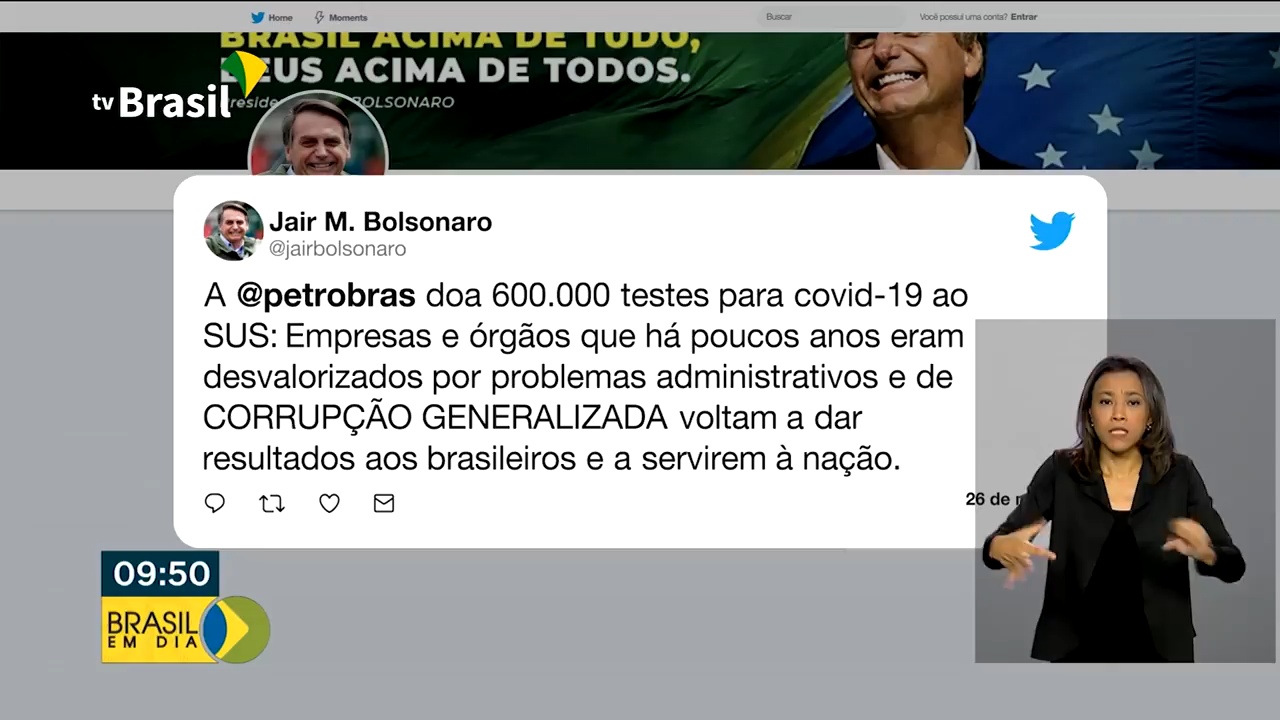 Home
Moments
Buscar
Você possui uma conta? Entrar
BRASIL ACIMA DE TUDO,
DEUS ACIMA DE TODOS.
BOLSONARO
tv Brasil
Jair M. Bolsonaro
@jairbolsonaro
A @petrobras doa 600.000 testes para covid-19 ao
SUS: Empresas e órgãos que há poucos anos eram
desvalorizados por problemas administrativos e de
CORRUPÇÃO GENERALIZADA voltam a dar
resultados aos brasileiros e a servirem à nação.
26 de
09:50
BRASIL
EM DIA